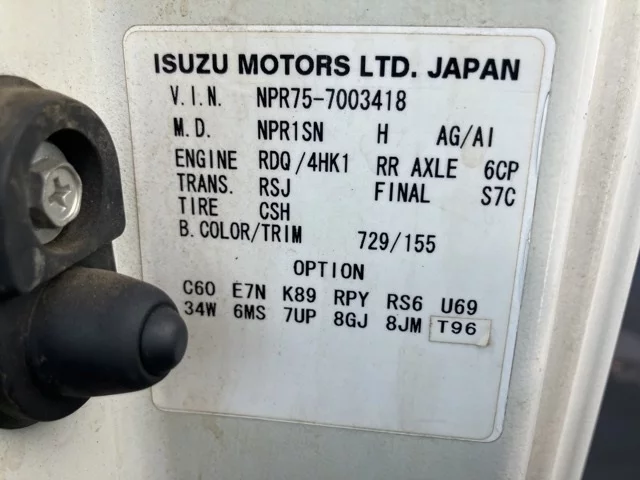 ISUZU MOTORS LTD. JAPAN
V.I.N. NPR75-7003418
M.D. NPR1SN H AG/AI
ENGINE RDQ/4HK1 RR AXLE 6CP
TRANS. RSJ FINAL S7C
TIRE CSH
B.COLOR/TRIM 729/155
OPTION
C60 E7N K89 RPY RS6 U69
34W 6MS 7UP 8GJ 8JM T96